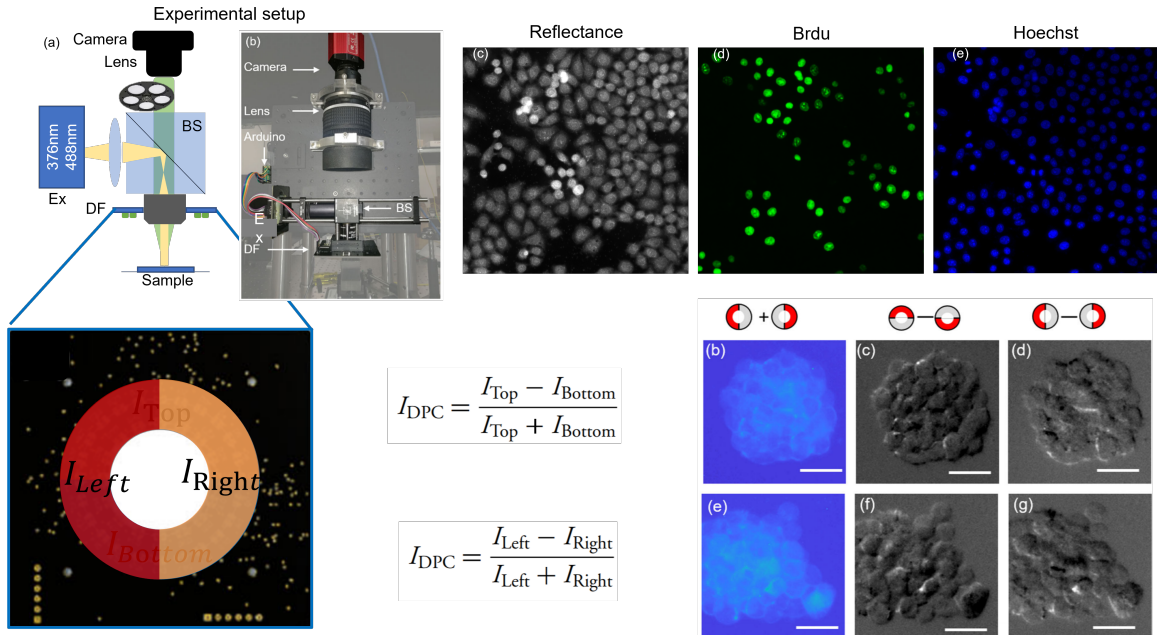 Experimental setup
(a)
Camera
Lens
BS
376nm
488nm
Ex
DF
Sample
(b)
Camera
Lens
Arduino
BS
E
x
DF
Reflectance
(c)
Brdu
(d)
Hoechst
(e)
I_Top
I_Left
I_Right
I_Bottom
I_DPC = (I_Top − I_Bottom) / (I_Top + I_Bottom)
I_DPC = (I_Left − I_Right) / (I_Left + I_Right)
+
—
—
(b)
(c)
(d)
(e)
(f)
(g)